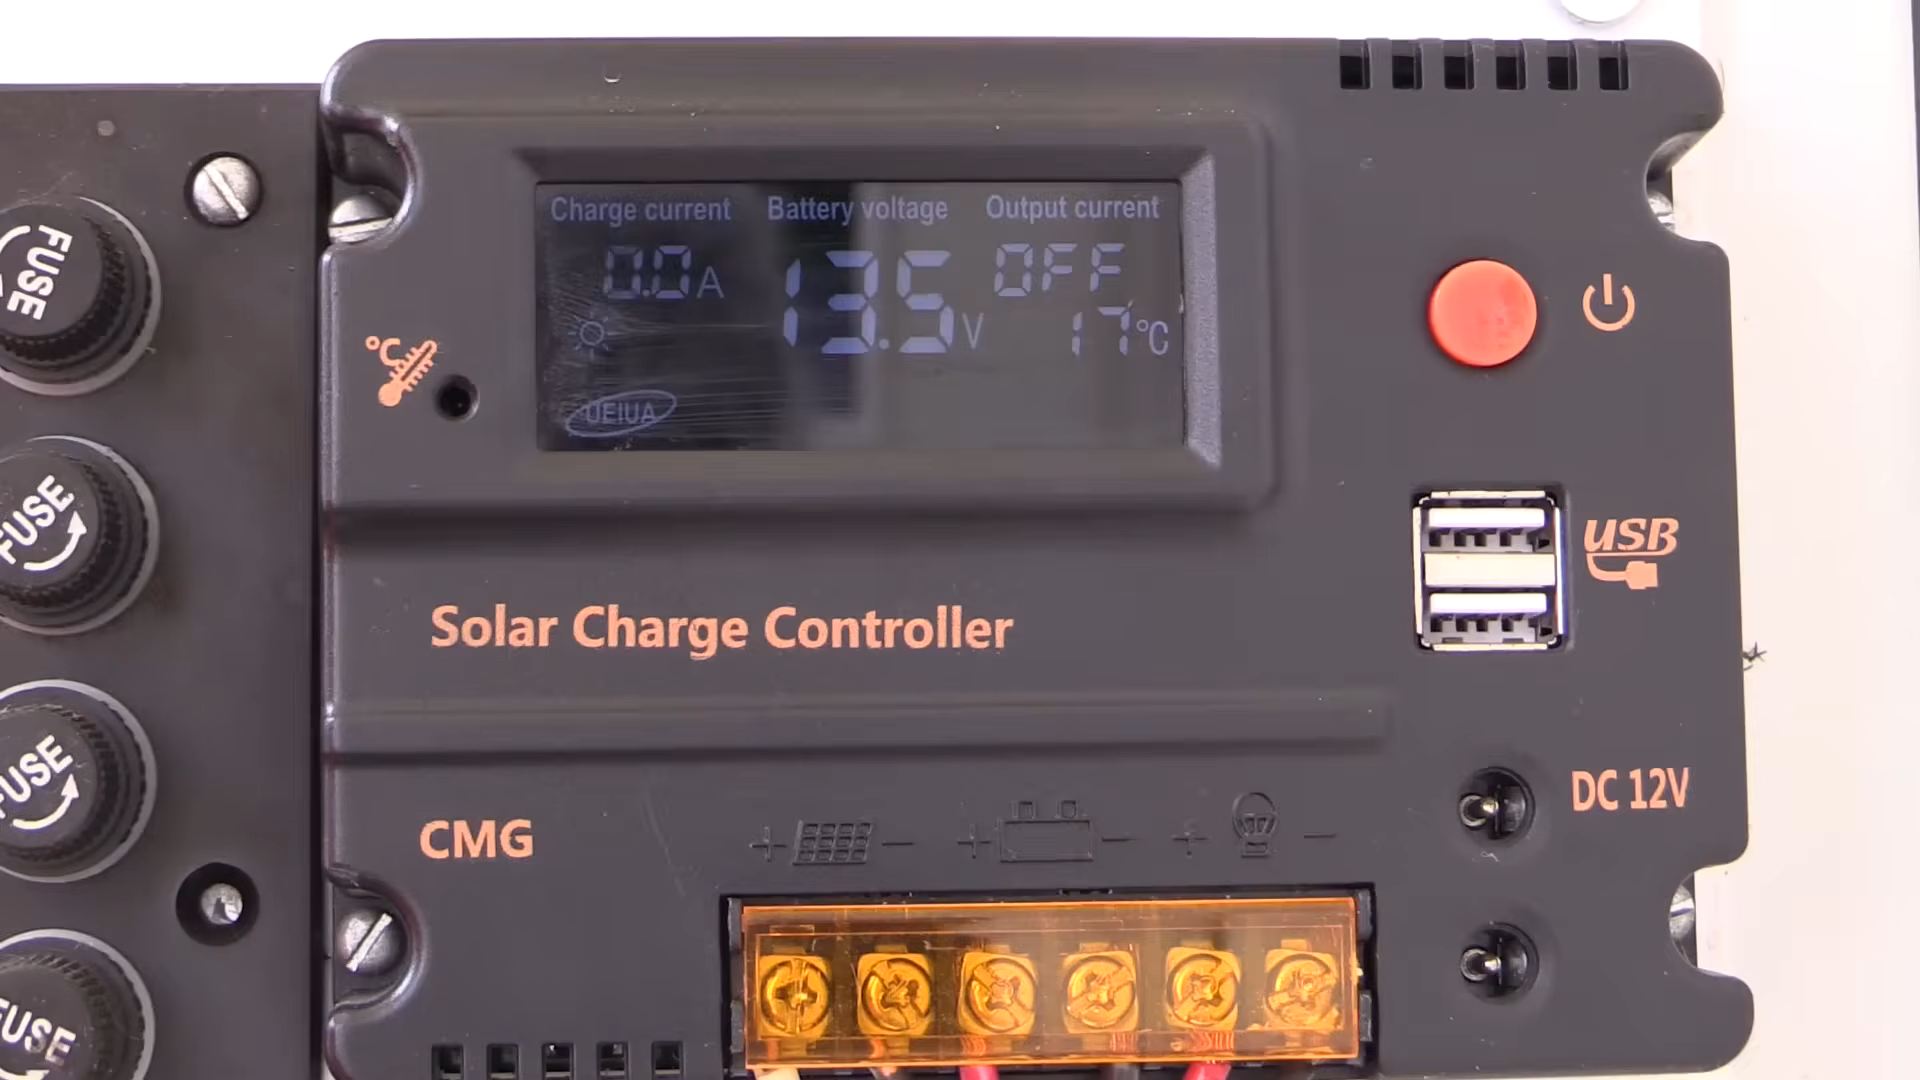 Charge current Battery voltage Output current
0.0A 13.5V OFF
17°C
UEIUA
°C
USB
Solar Charge Controller
DC 12V
CMG
+ - + - + -
FUSE
FUSE
FUSE
FUSE